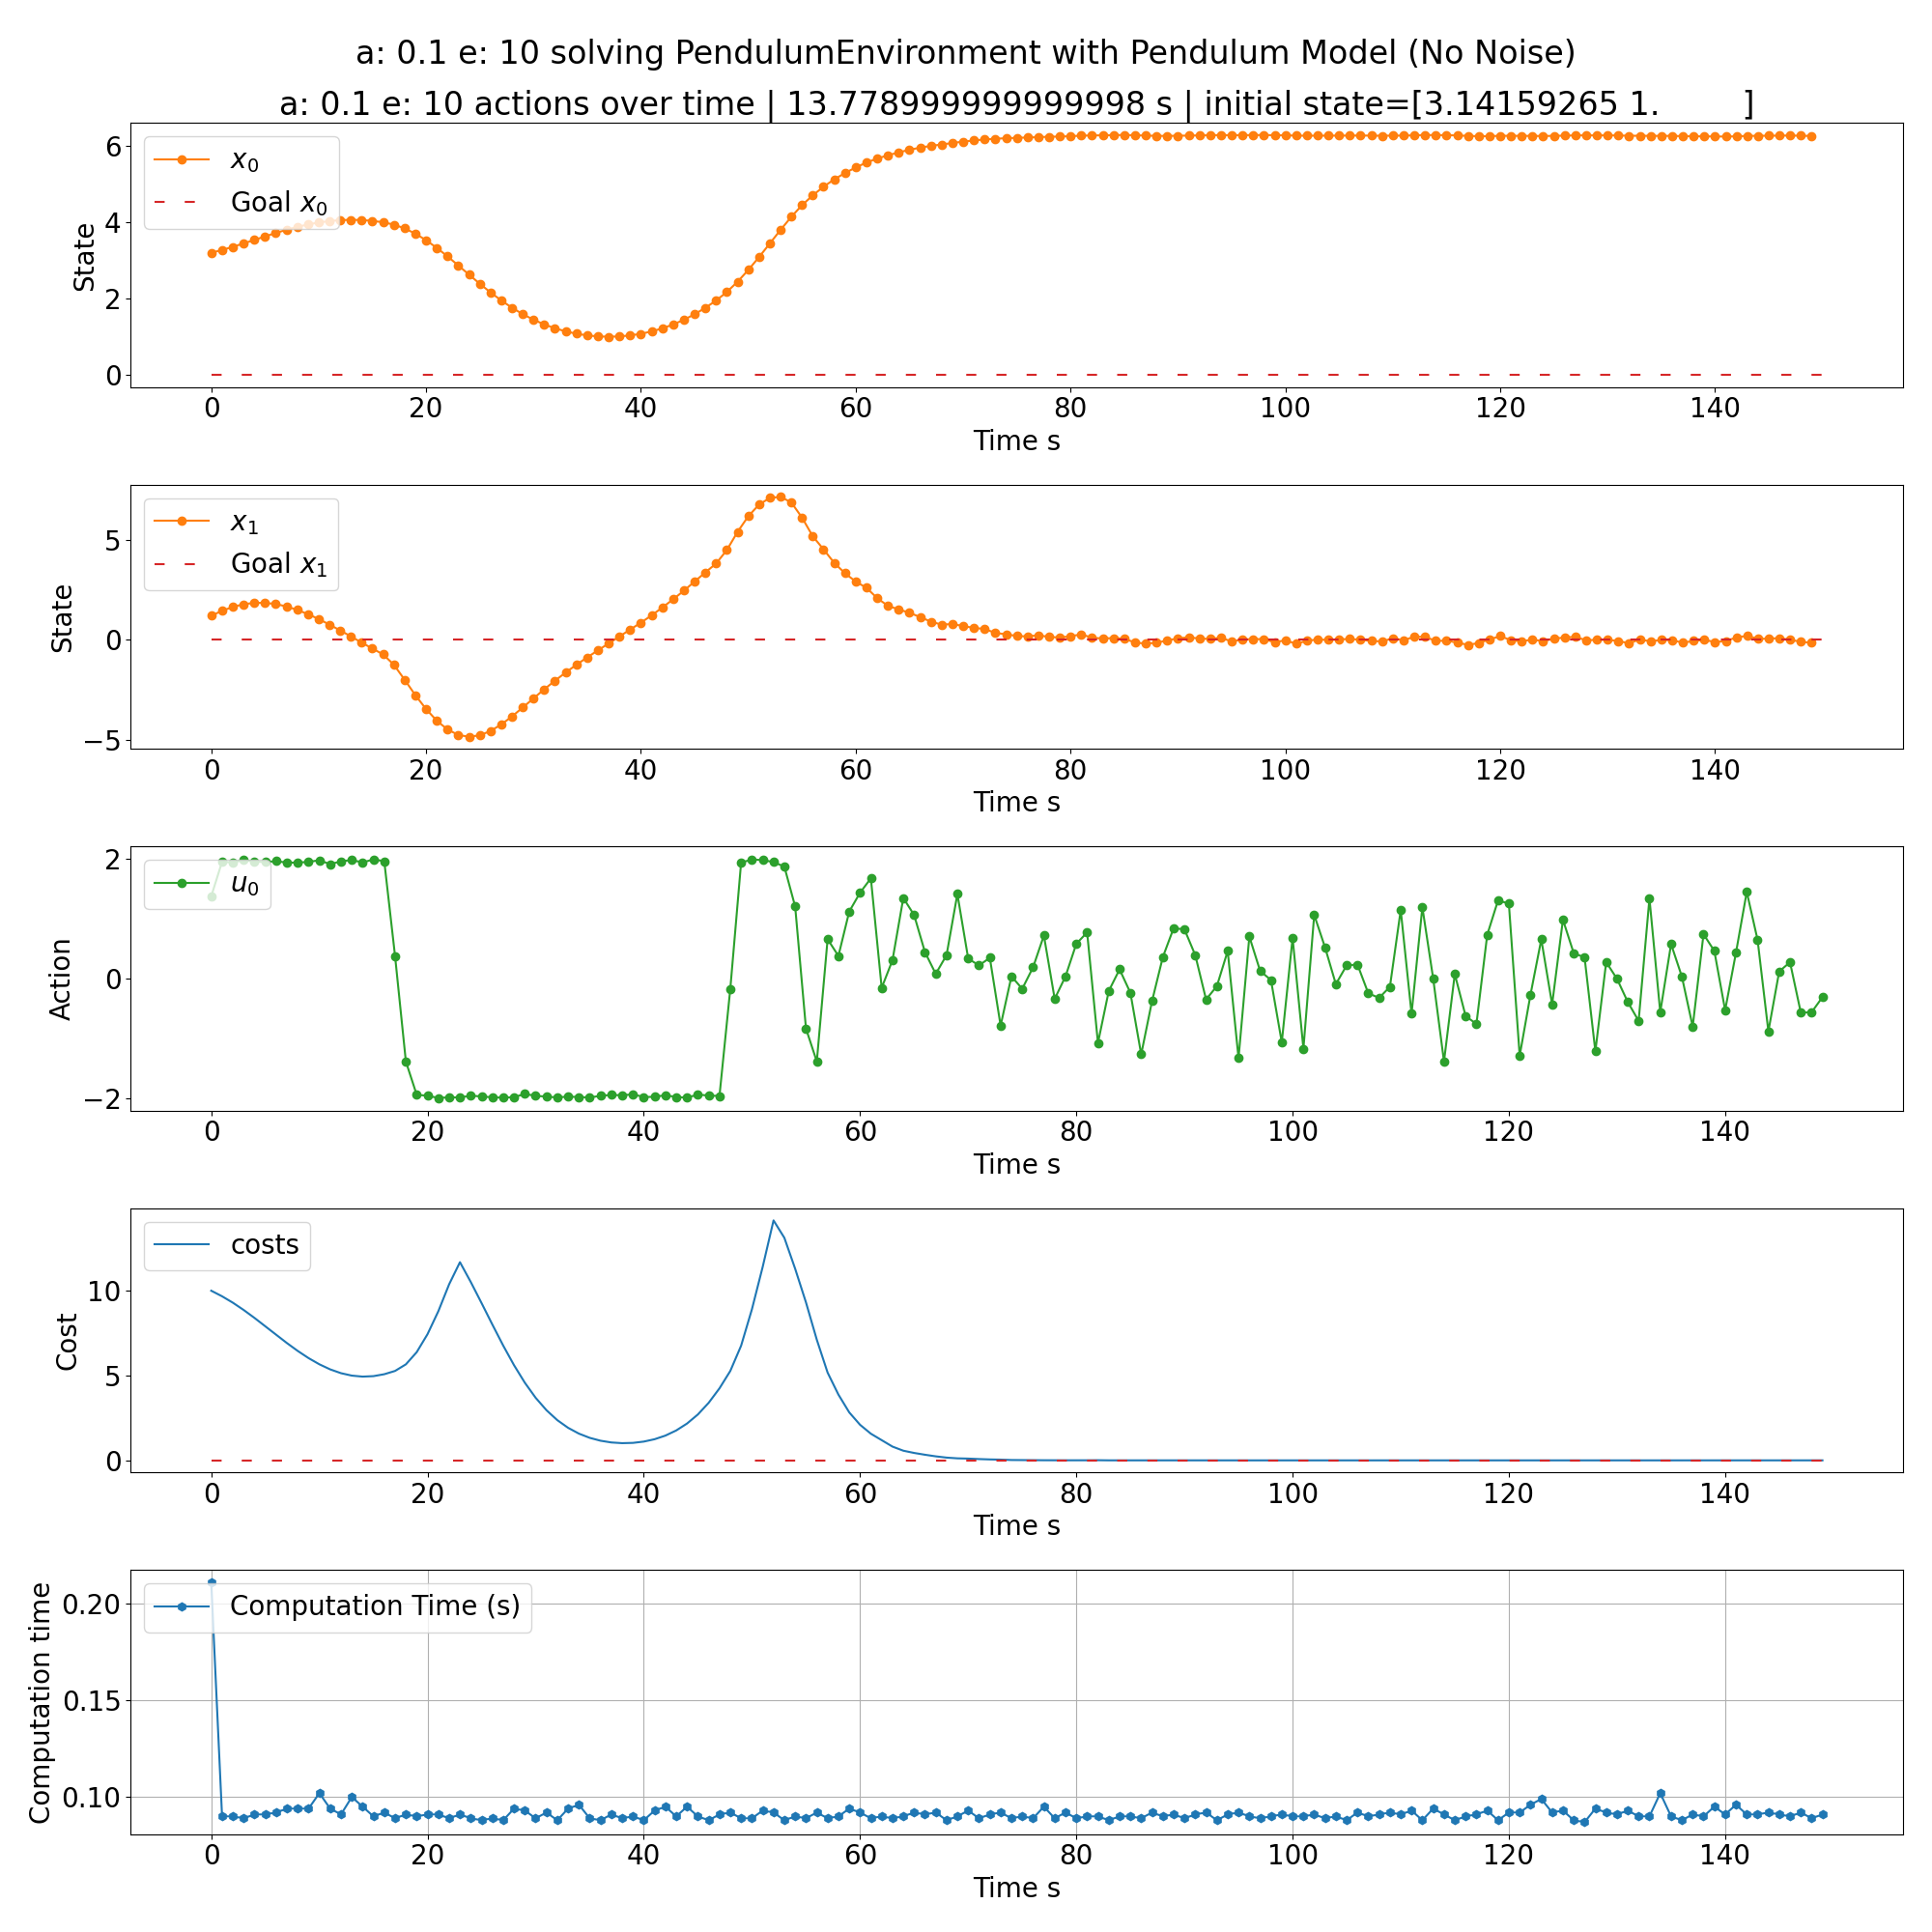 a: 0.1 e: 10 solving PendulumEnvironment with Pendulum Model (No Noise)
a: 0.1 e: 10 actions over time | 13.778999999999998 s | initial state=[3.14159265 1.         ]
x0
Goal x0
State
6
4
2
0
0 20 40 60 80 100 120 140
Time s
x1
Goal x1
State
5
0
−5
0 20 40 60 80 100 120 140
Time s
u0
Action
2
0
−2
0 20 40 60 80 100 120 140
Time s
costs
Cost
10
5
0
0 20 40 60 80 100 120 140
Time s
Computation Time (s)
Computation time
0.20
0.15
0.10
0 20 40 60 80 100 120 140
Time s